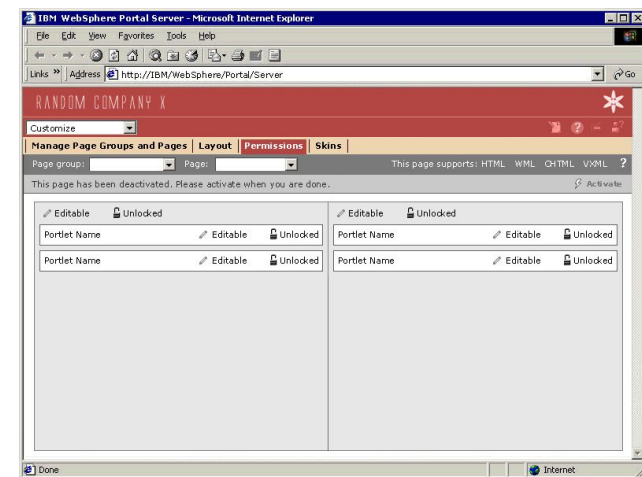 IBM WebSphere Portal Server - Microsoft Internet Explorer
File Edit View Favorites Tools Help
Links » Address http://IBM/WebSphere/Portal/Server Go
RANDOM COMPANY X
Customize
Manage Page Groups and Pages Layout Permissions Skins
Page group: Page: This page supports: HTML WML CHTML VXML ?
This page has been deactivated. Please activate when you are done. Activate
Editable Unlocked Editable Unlocked
Portlet Name Editable Unlocked Portlet Name Editable Unlocked
Portlet Name Editable Unlocked Portlet Name Editable Unlocked
Done Internet